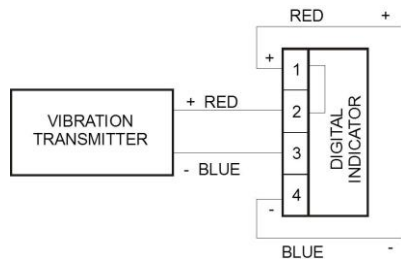 RED +
+ 1
+ RED 2
VIBRATION
TRANSMITTER
DIGITAL
INDICATOR
3
- BLUE
4
-
BLUE -